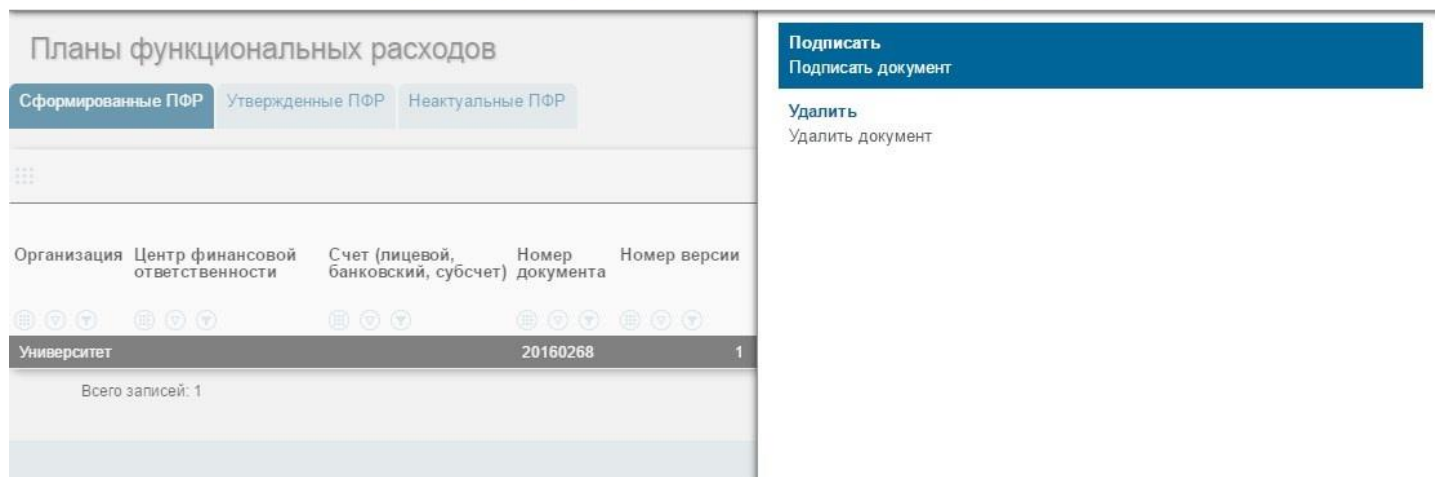 Планы функциональных расходов
Сформированные ПФР Утвержденные ПФР Неактуальные ПФР
Организация Центр финансовой Счет (лицевой, Номер Номер версии
ответственности банковский, субсчет) документа
Университет 20160268 1
Всего записей: 1
Подписать
Подписать документ
Удалить
Удалить документ